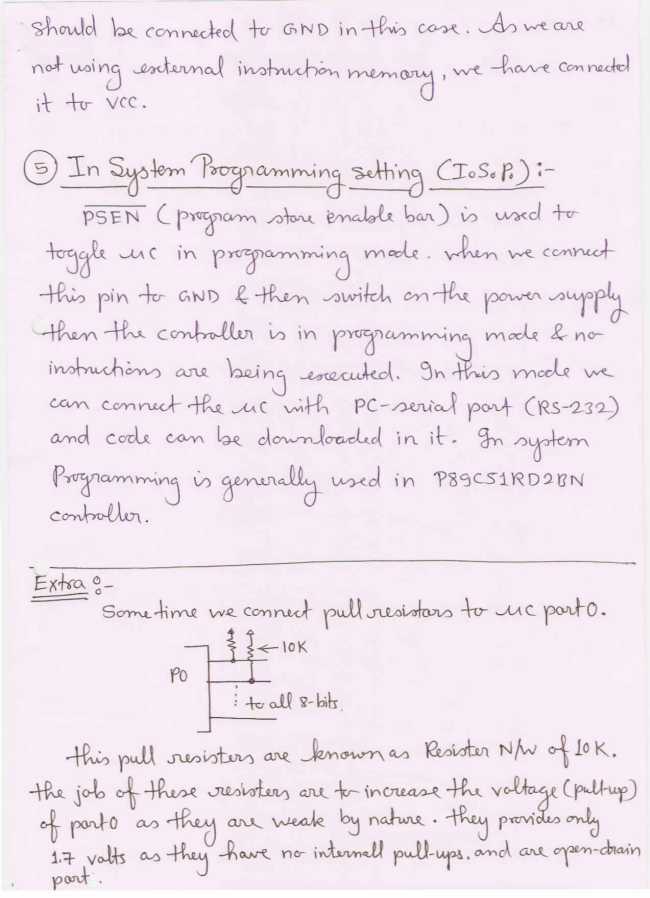 should be connected to GND in this case. As we are
not using external instruction memory, we have connected
it to VCC.
⑤ In System Programming setting (I.S.P.) :-
P̅S̅E̅N̅ (program store enable bar) is used to
toggle uc in programming mode. when we connect
this pin to GND & then switch on the power supply
then the controller is in programming mode & no
instructions are being executed. In this mode we
can connect the uc with PC-serial port (RS-232)
and code can be downloaded in it. In system
Programming is generally used in P89C51RD2BN
controller.
Extra :-
Some time we connect pull resistors to uc port0.
←10K
P0
to all 8-bits.
this pull resistors are known as Resister N/w of 10K.
the job of these resistors are to increase the voltage (pull-up)
of port0 as they are weak by nature. they provides only
1.7 volts as they have no internall pull-ups. and are open-drain
port.